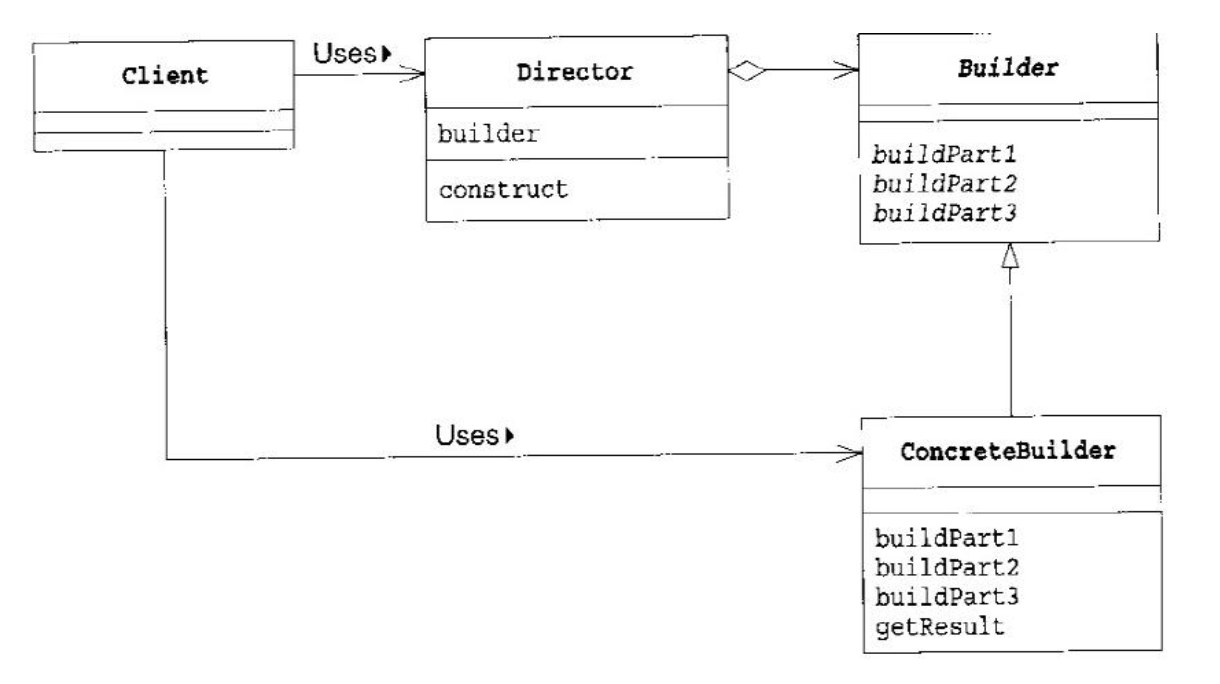 Client
Uses▶
Director
builder
construct
Builder
buildPart1
buildPart2
buildPart3
Uses▶
ConcreteBuilder
buildPart1
buildPart2
buildPart3
getResult